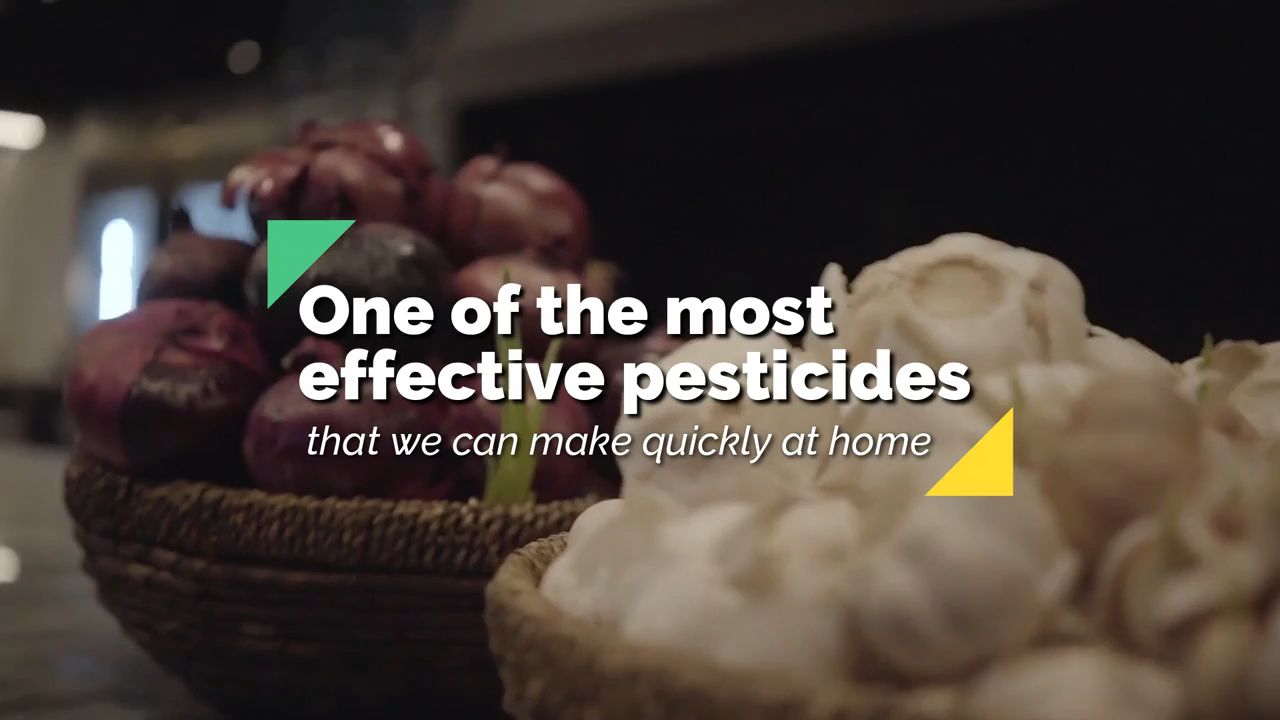 One of the most
effective pesticides
that we can make quickly at home